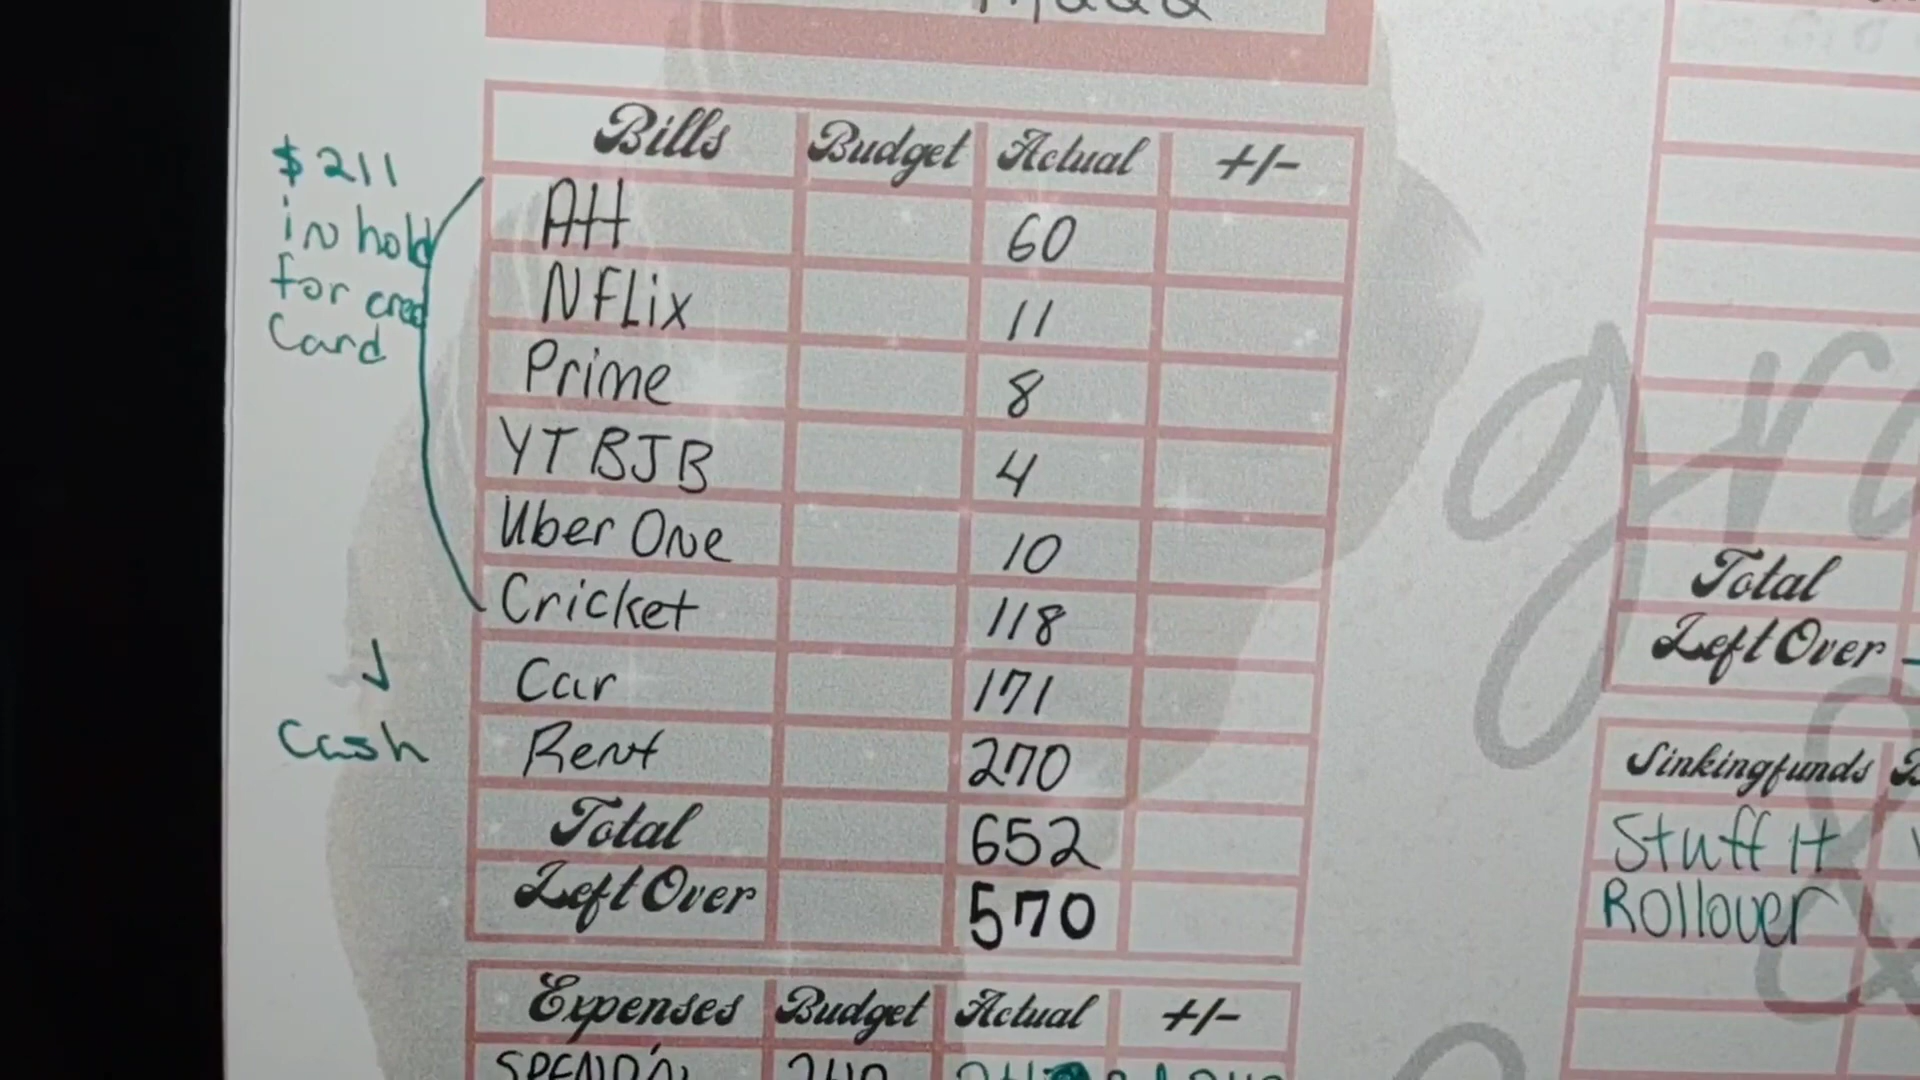 $211
in hold
for cred
Card
Cash
Bills Budget Actual +/-
Att 60
NFLix 11
Prime 8
YT BJB 4
Uber One 10
Cricket 118
Car 171
Rent 270
Total 652
Left Over 570
Expenses Budget Actual +/-
240
Total
Left Over
Sinkingfunds
Stuff It
Rollover